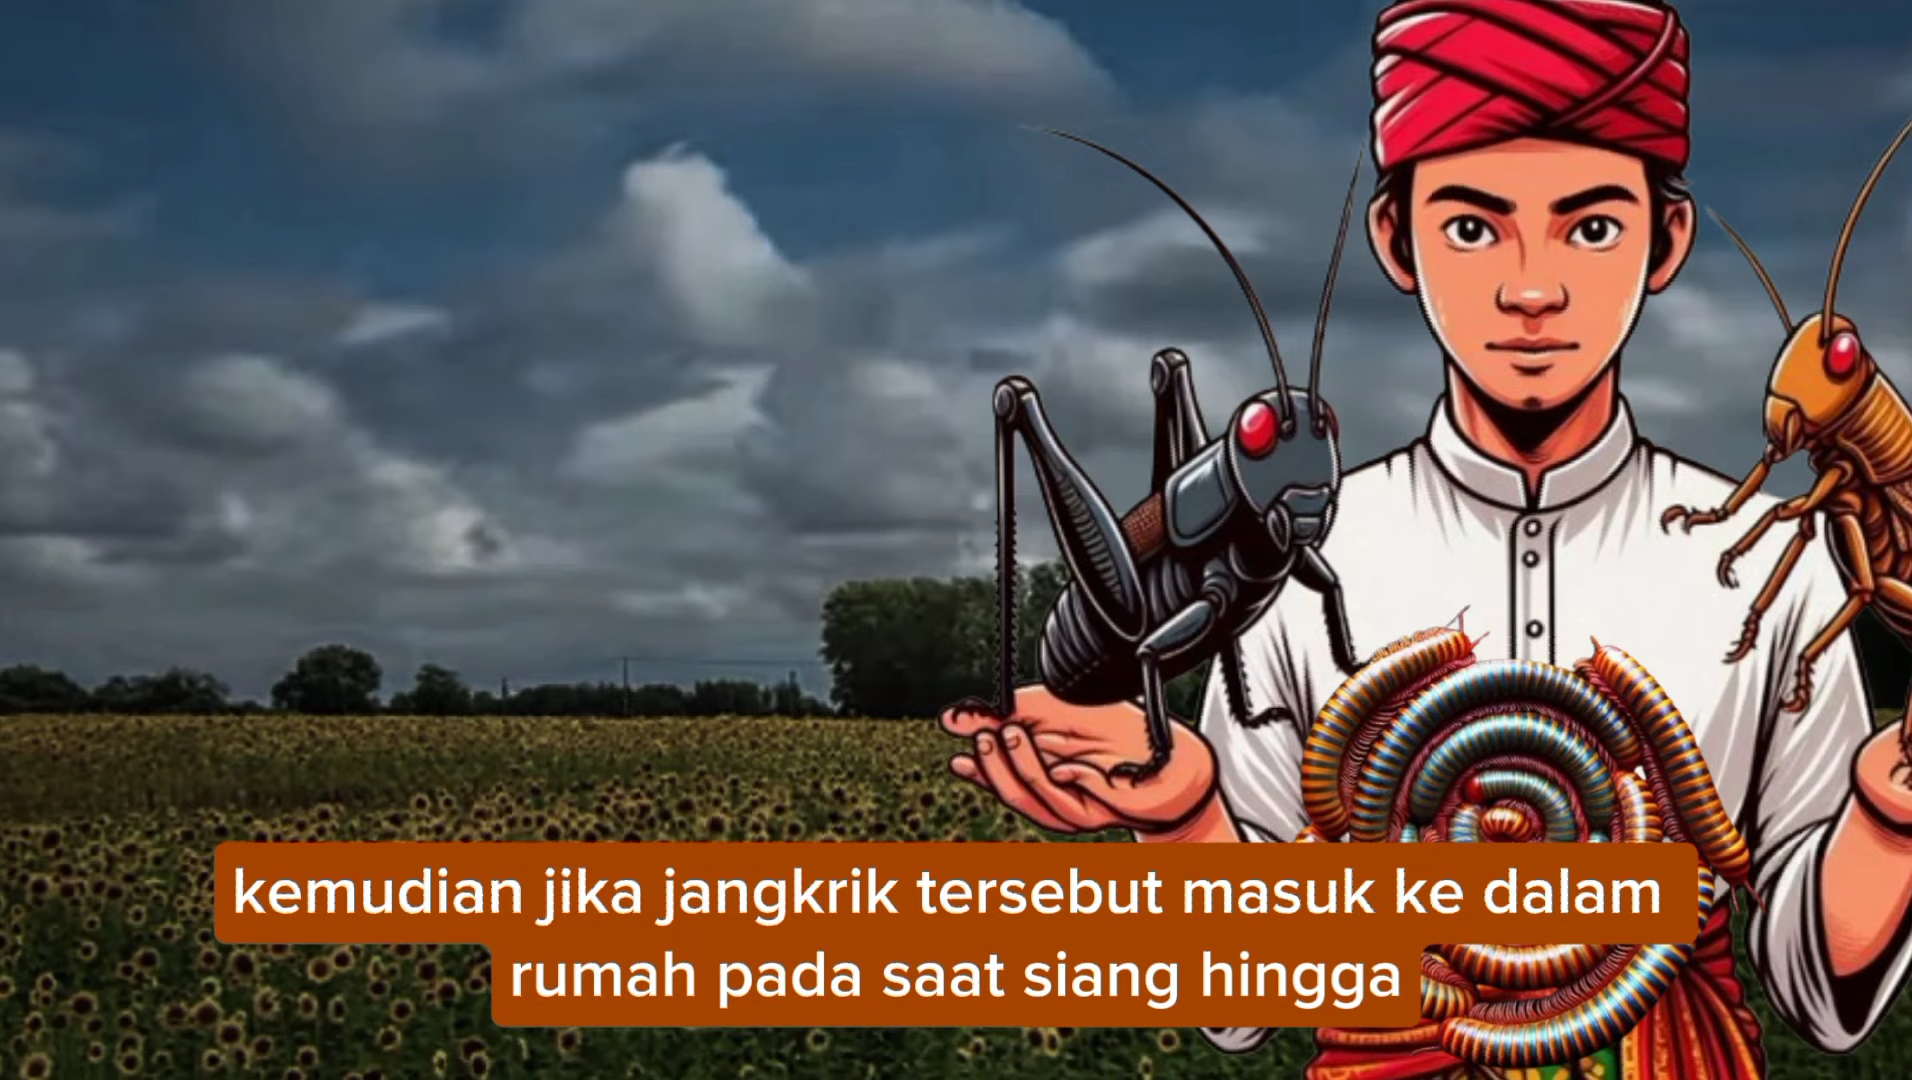 kemudian jika jangkrik tersebut masuk ke dalam
rumah pada saat siang hingga